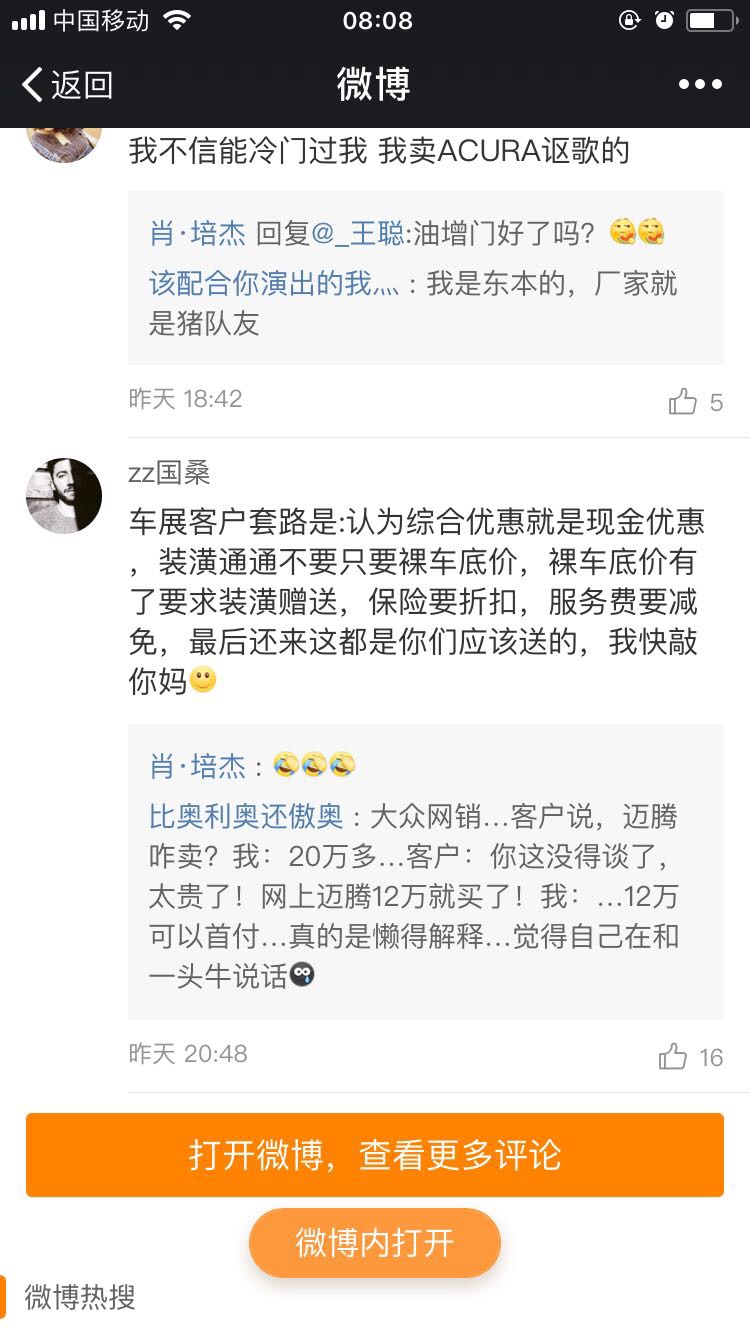 中国移动
08:08
返回
微博
我不信能冷门过我 我卖ACURA讴歌的
肖·培杰 回复@_王聪:油增门好了吗?
该配合你演出的我灬 : 我是东本的，厂家就
是猪队友
昨天 18:42
5
zz国桑
车展客户套路是:认为综合优惠就是现金优惠
，装潢通通不要只要裸车底价，裸车底价有
了要求装潢赠送，保险要折扣，服务费要减
免，最后还来这都是你们应该送的，我快敲
你妈
肖·培杰 :
比奥利奥还傲奥 : 大众网销…客户说，迈腾
咋卖？我：20万多…客户：你这没得谈了，
太贵了！网上迈腾12万就买了！我：…12万
可以首付…真的是懒得解释…觉得自己在和
一头牛说话
昨天 20:48
16
打开微博，查看更多评论
微博内打开
微博热搜